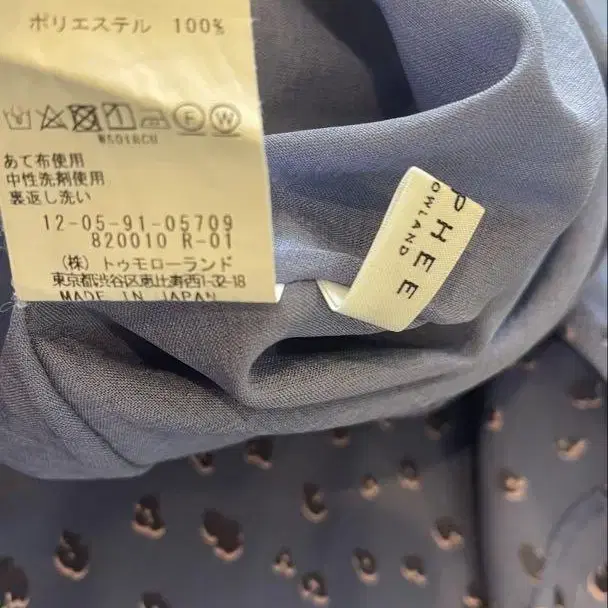 ポリエステル 100%
W501GCU
あて布使用
中性洗剤使用
裏返し洗い
12-05-91-05709
820010 R-01
(株)トゥモローランド
東京都渋谷区恵比寿西1-32-18
MADE IN JAPAN
PHEE
OWLAND